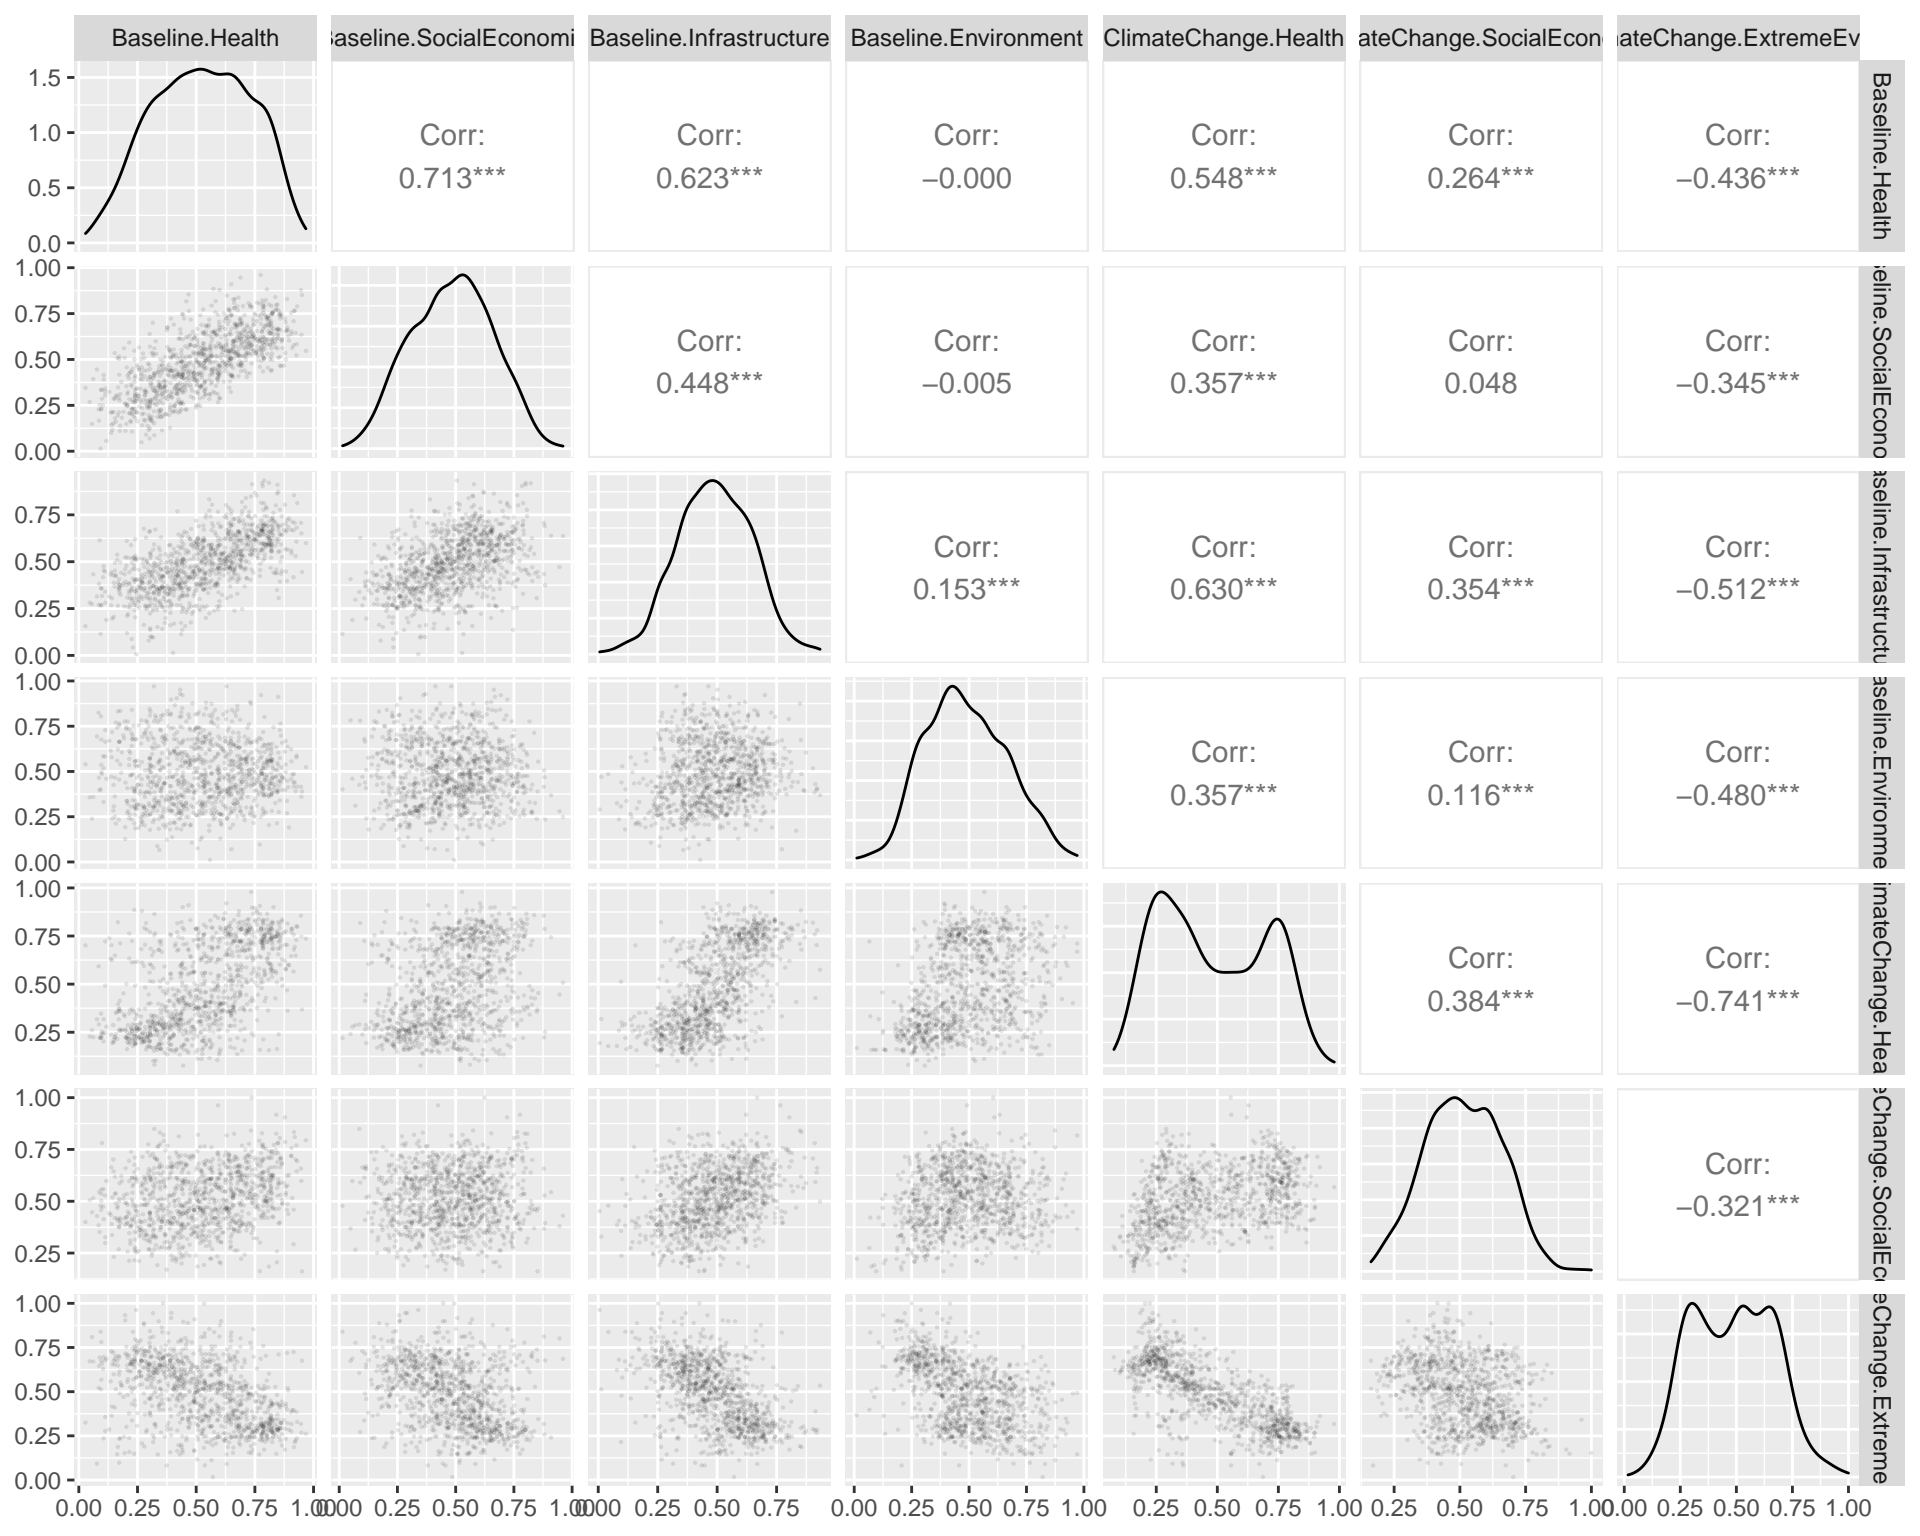 Baseline.Health Baseline.SocialEconomi Baseline.Infrastructure Baseline.Environment ClimateChange.Health ateChange.SocialEcon ateChange.ExtremeEv
1.5
1.0
0.5
0.0
Corr:
0.713***
Corr:
0.623***
Corr:
−0.000
Corr:
0.548***
Corr:
0.264***
Corr:
−0.436***
Baseline.Health
1.00
0.75
0.50
0.25
0.00
Corr:
0.448***
Corr:
−0.005
Corr:
0.357***
Corr:
0.048
Corr:
−0.345***
eline.SocialEcono
0.75
0.50
0.25
0.00
Corr:
0.153***
Corr:
0.630***
Corr:
0.354***
Corr:
−0.512***
aseline.Infrastructu
1.00
0.75
0.50
0.25
0.00
Corr:
0.357***
Corr:
0.116***
Corr:
−0.480***
aseline.Environme
1.00
0.75
0.50
0.25
Corr:
0.384***
Corr:
−0.741***
imateChange.Hea
1.00
0.75
0.50
0.25
Corr:
−0.321***
eChange.SocialEco
1.00
0.75
0.50
0.25
0.00
eChange.Extreme
0.00 0.25 0.50 0.75 1.00
0.00 0.25 0.50 0.75 1.00
0.00 0.25 0.50 0.75
0.00 0.25 0.50 0.75 1.00
0.25 0.50 0.75 1.00
0.25 0.50 0.75 1.00
0.00 0.25 0.50 0.75 1.00